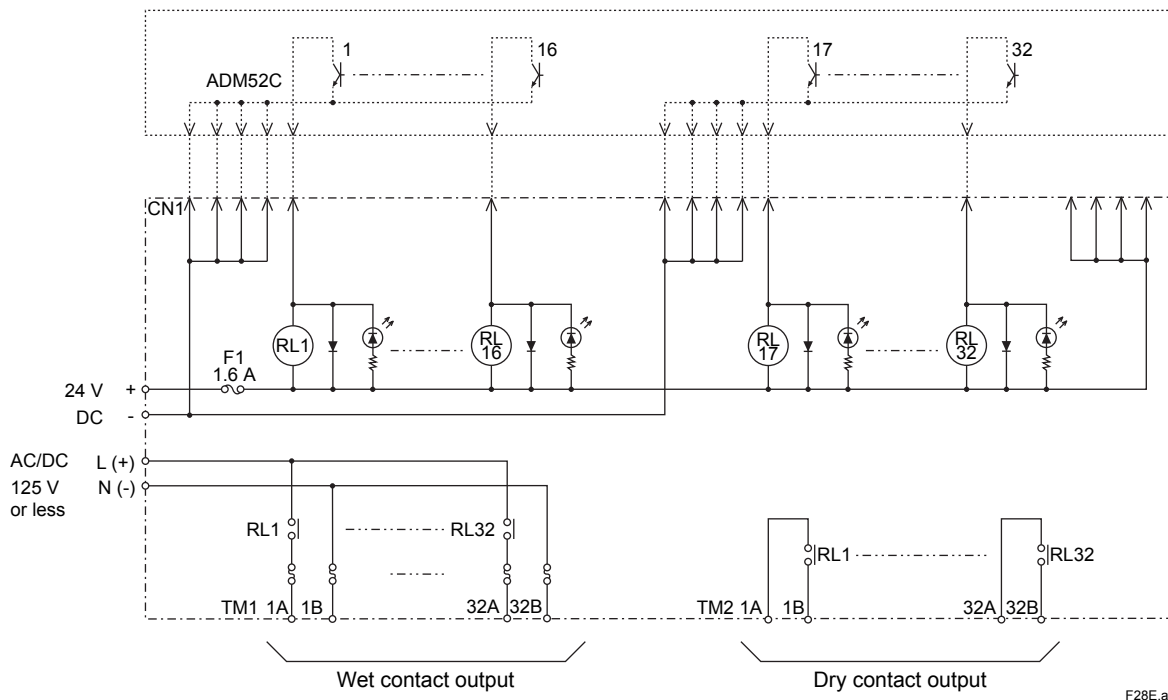 1
16
17
32
ADM52C
CN1
RL1
RL
16
RL
17
RL
32
F1
1.6 A
24 V +
DC -
AC/DC L (+)
125 V N (-)
or less
RL1
RL32
RL1
RL32
TM1 1A 1B
32A 32B
TM2 1A 1B
32A 32B
Wet contact output
Dry contact output
F28E.a